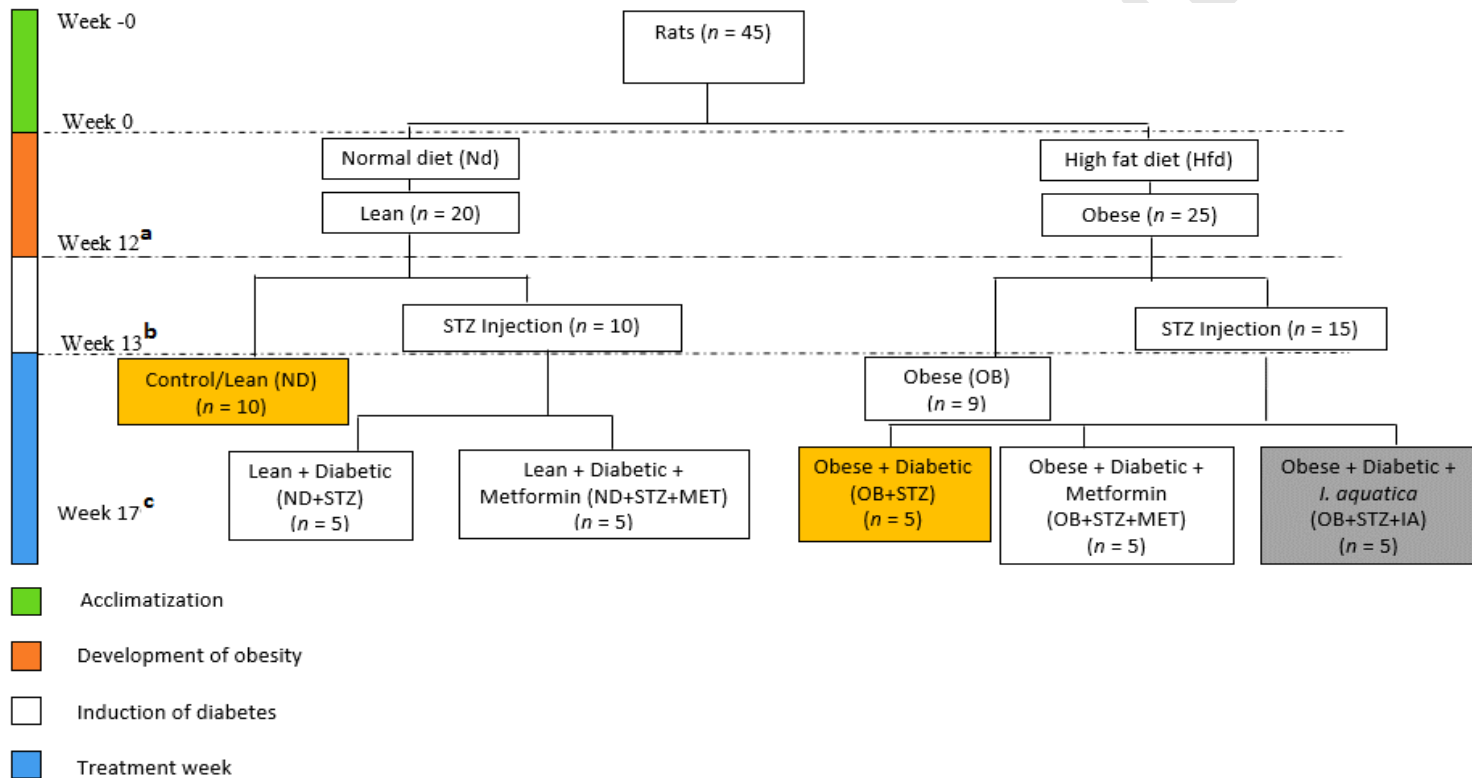 Week -0
Rats (n = 45)
Week 0
Normal diet (Nd)
High fat diet (Hfd)
Lean (n = 20)
Obese (n = 25)
Week 12a
STZ Injection (n = 10)
STZ Injection (n = 15)
Week 13b
Control/Lean (ND)
(n = 10)
Obese (OB)
(n = 9)
Lean + Diabetic
(ND+STZ)
(n = 5)
Lean + Diabetic +
Metformin (ND+STZ+MET)
(n = 5)
Obese + Diabetic
(OB+STZ)
(n = 5)
Obese + Diabetic +
Metformin
(OB+STZ+MET)
(n = 5)
Obese + Diabetic +
I. aquatica
(OB+STZ+IA)
(n = 5)
Week 17c
Acclimatization
Development of obesity
Induction of diabetes
Treatment week